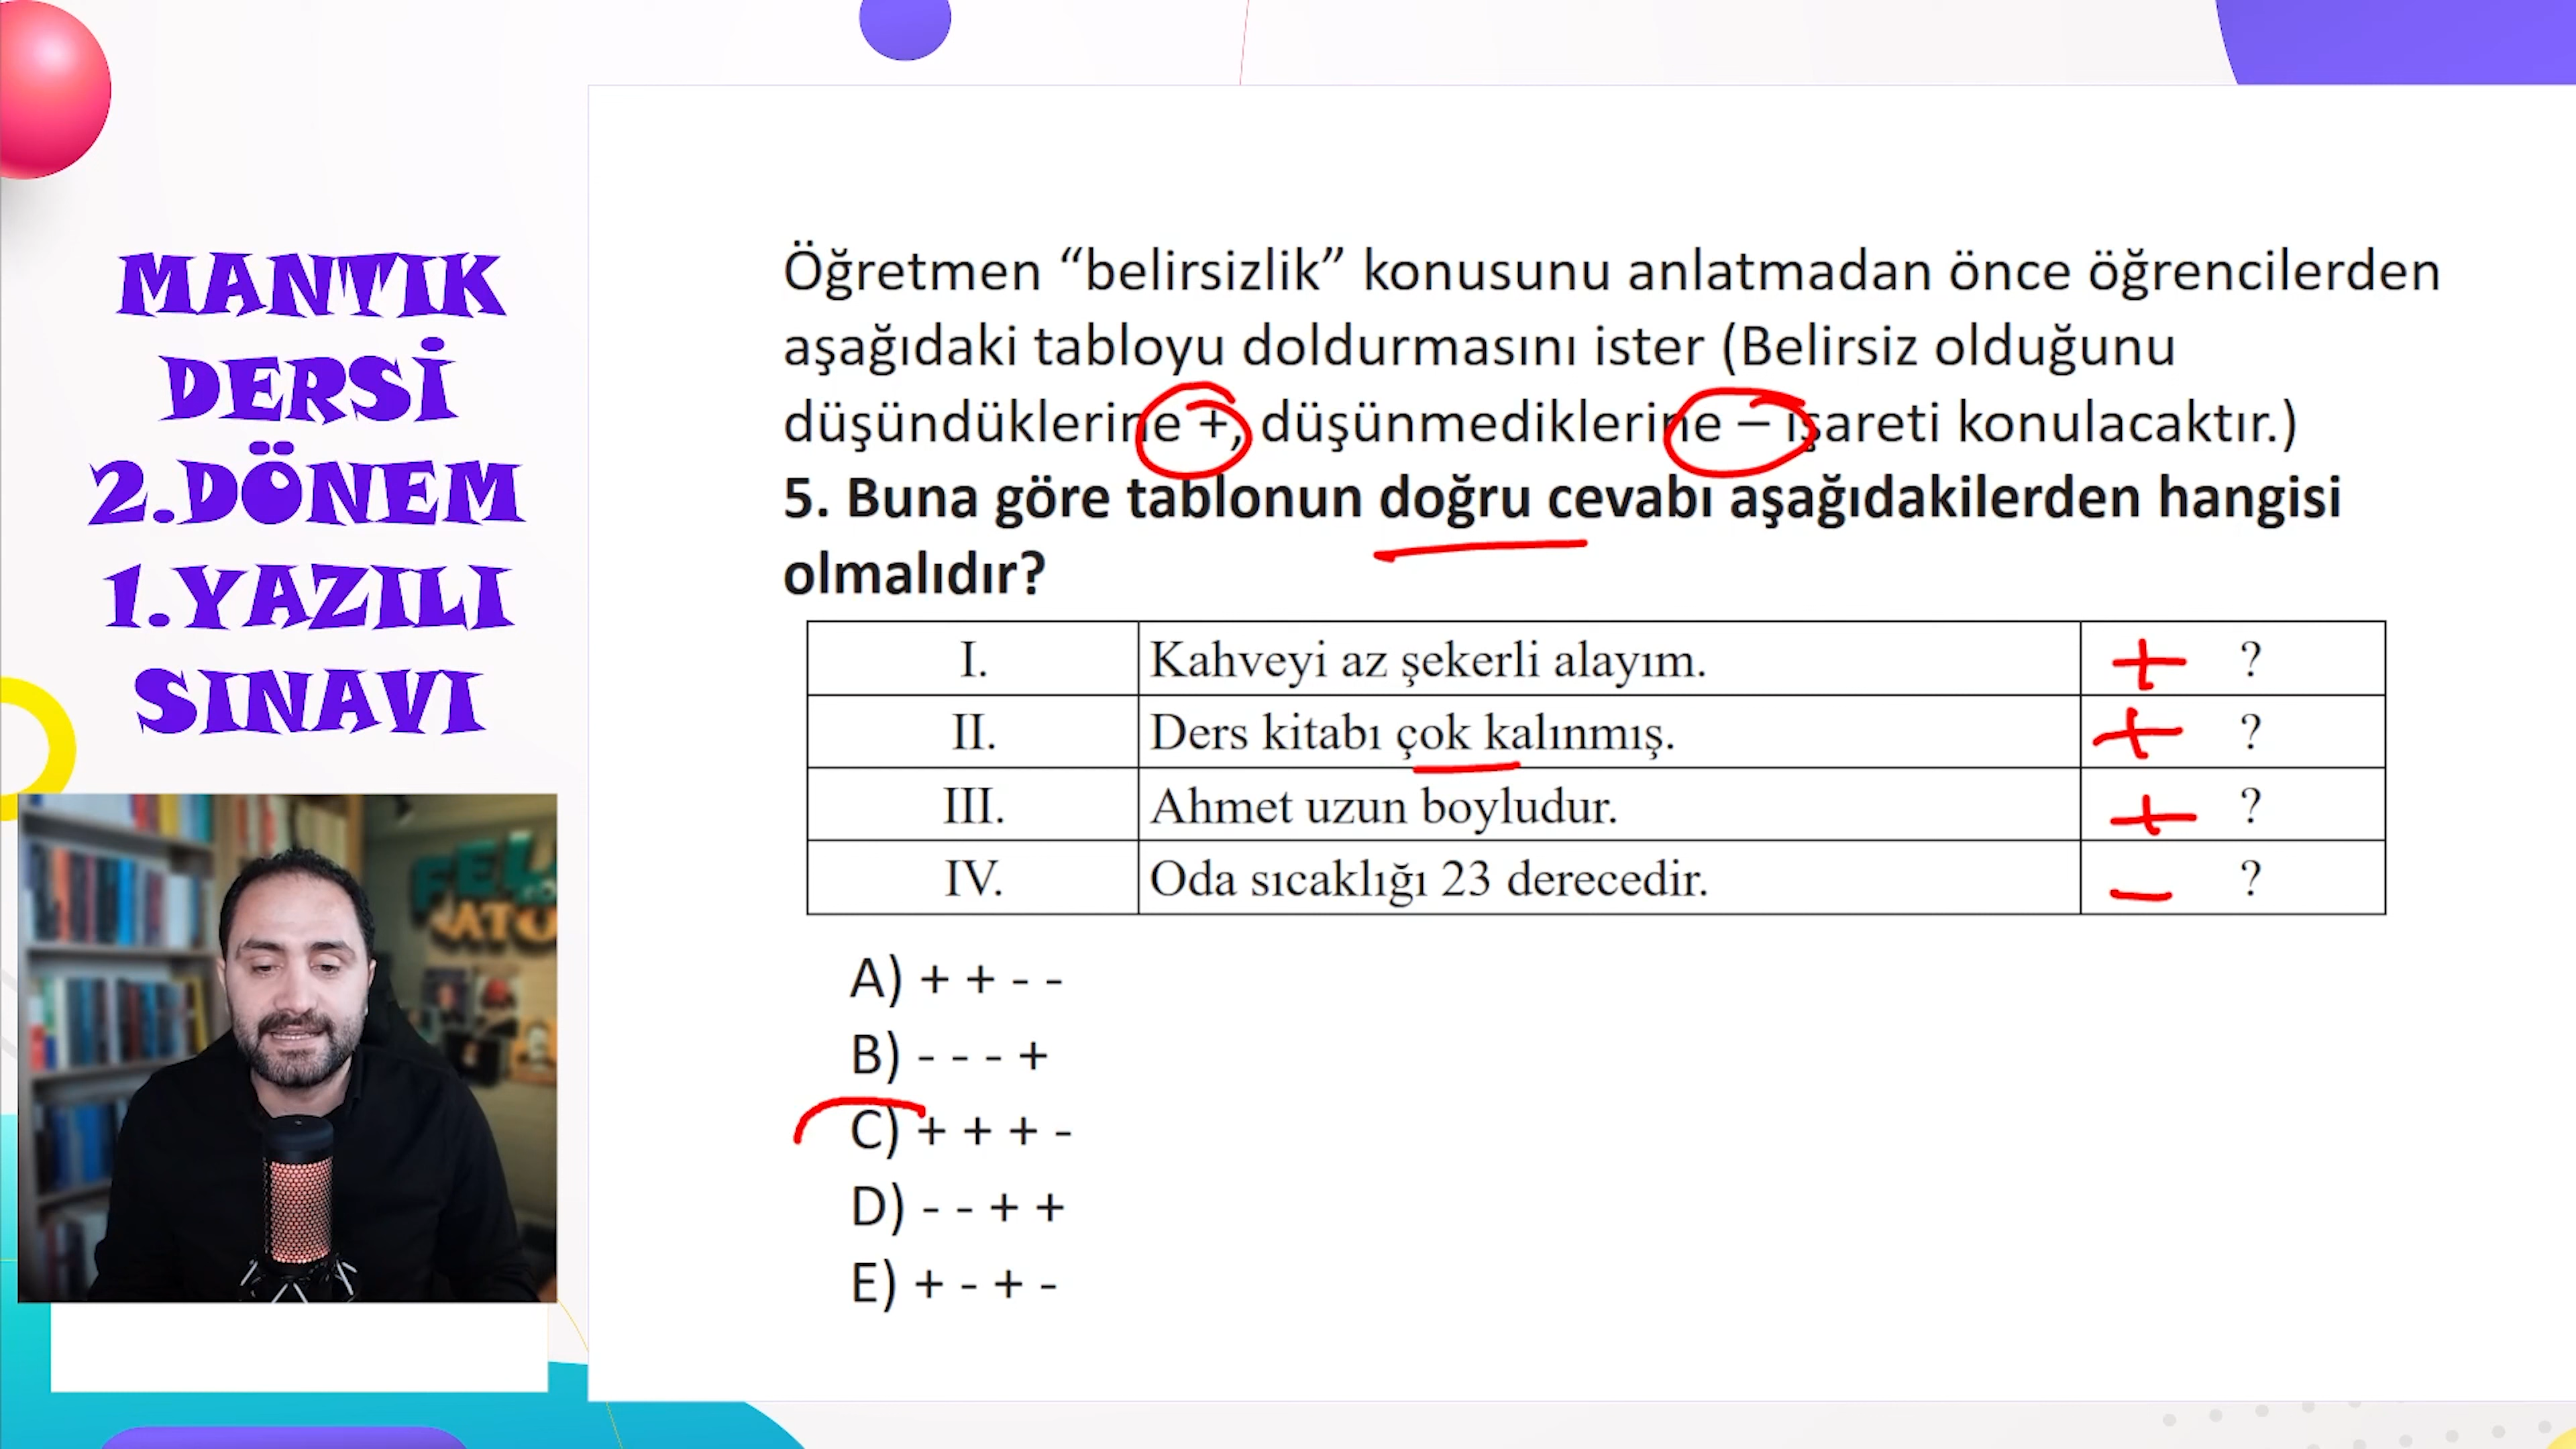 MANTIK
DERSİ
2.DÖNEM
1.YAZILI
SINAVI
Öğretmen “belirsizlik” konusunu anlatmadan önce öğrencilerden
aşağıdaki tabloyu doldurmasını ister (Belirsiz olduğunu
düşündüklerine +, düşünmediklerine – işareti konulacaktır.)
5. Buna göre tablonun doğru cevabı aşağıdakilerden hangisi
olmalıdır?
I. Kahveyi az şekerli alayım. + ?
II. Ders kitabı çok kalınmış. + ?
III. Ahmet uzun boyludur. + ?
IV. Oda sıcaklığı 23 derecedir. – ?
A) + + - -
B) - - - +
C) + + + -
D) - - + +
E) + - + -